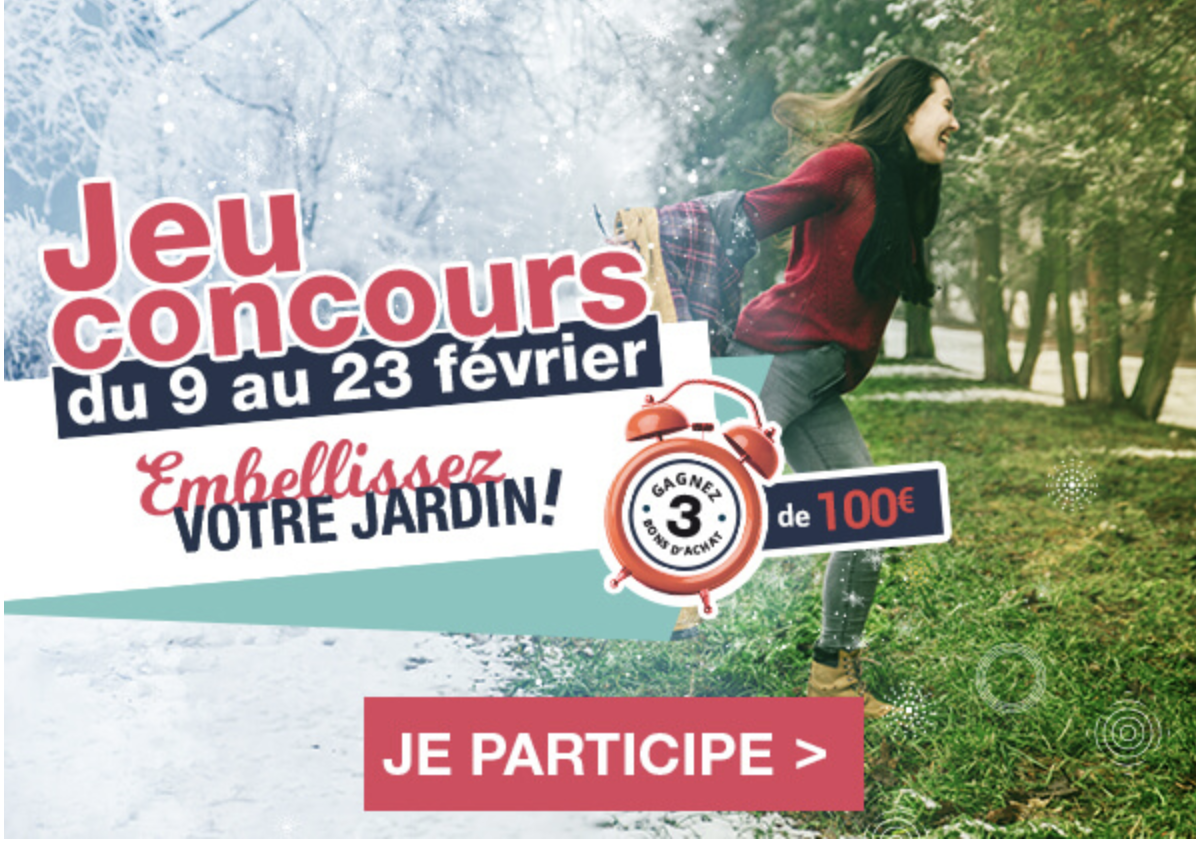 Jeu
concours
du 9 au 23 février
Embellissez
VOTRE JARDIN!
GAGNEZ
3
BONS D'ACHAT
de 100€
JE PARTICIPE >